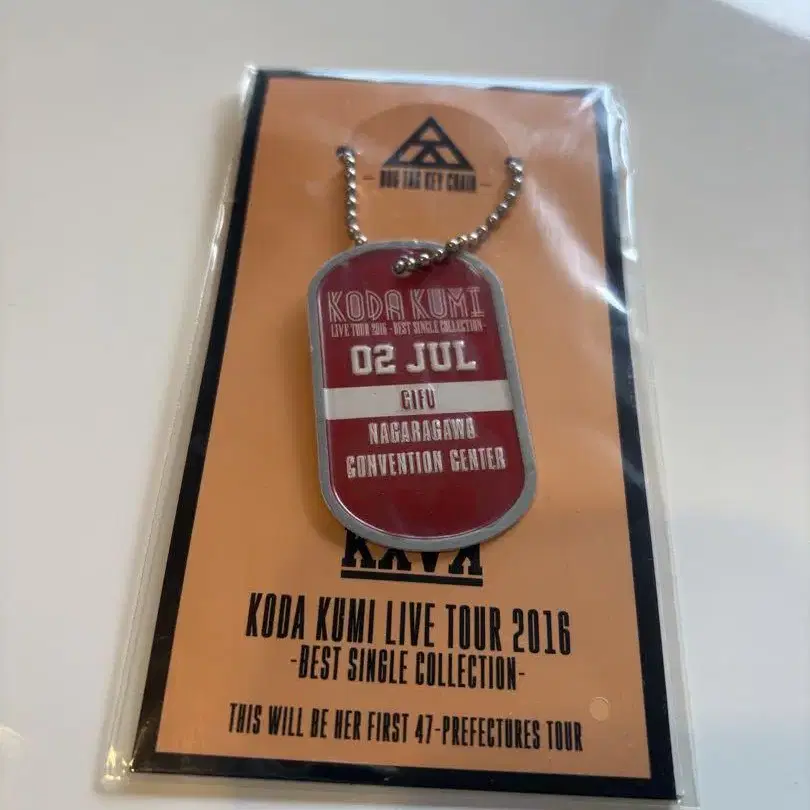 - DOG TAG KEY CHAIN -
KODA KUMI
LIVE TOUR 2016 -BEST SINGLE COLLECTION-
02 JUL
GIFU
NAGARAGAWA
CONVENTION CENTER
KODA KUMI LIVE TOUR 2016
-BEST SINGLE COLLECTION-
THIS WILL BE HER FIRST 47-PREFECTURES TOUR